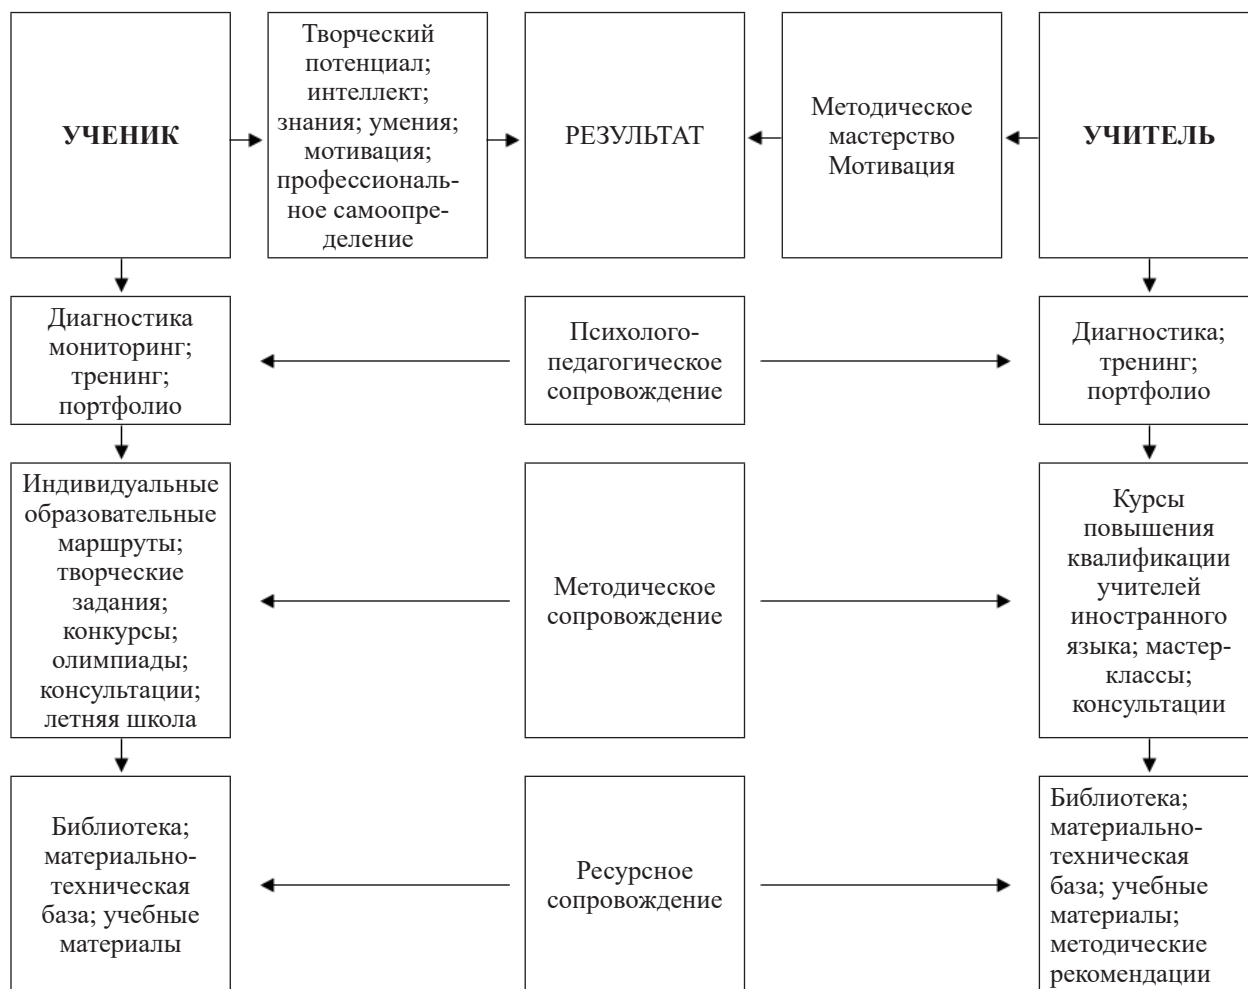 УЧЕНИК
Творческий
потенциал;
интеллект;
знания; умения;
мотивация;
профессиональ-
ное самоопре-
деление
РЕЗУЛЬТАТ
Методическое
мастерство
Мотивация
УЧИТЕЛЬ
Диагностика
мониторинг;
тренинг;
портфолио
Психолого-
педагогическое
сопровождение
Диагностика;
тренинг;
портфолио
Индивидуальные
образовательные
маршруты;
творческие
задания;
конкурсы;
олимпиады;
консультации;
летняя школа
Методическое
сопровождение
Курсы
повышения
квалификации
учителей
иностранного
языка; мастер-
классы;
консультации
Библиотека;
материально-
техническая
база; учебные
материалы
Ресурсное
сопровождение
Библиотека;
материально-
техническая
база; учебные
материалы;
методические
рекомендации